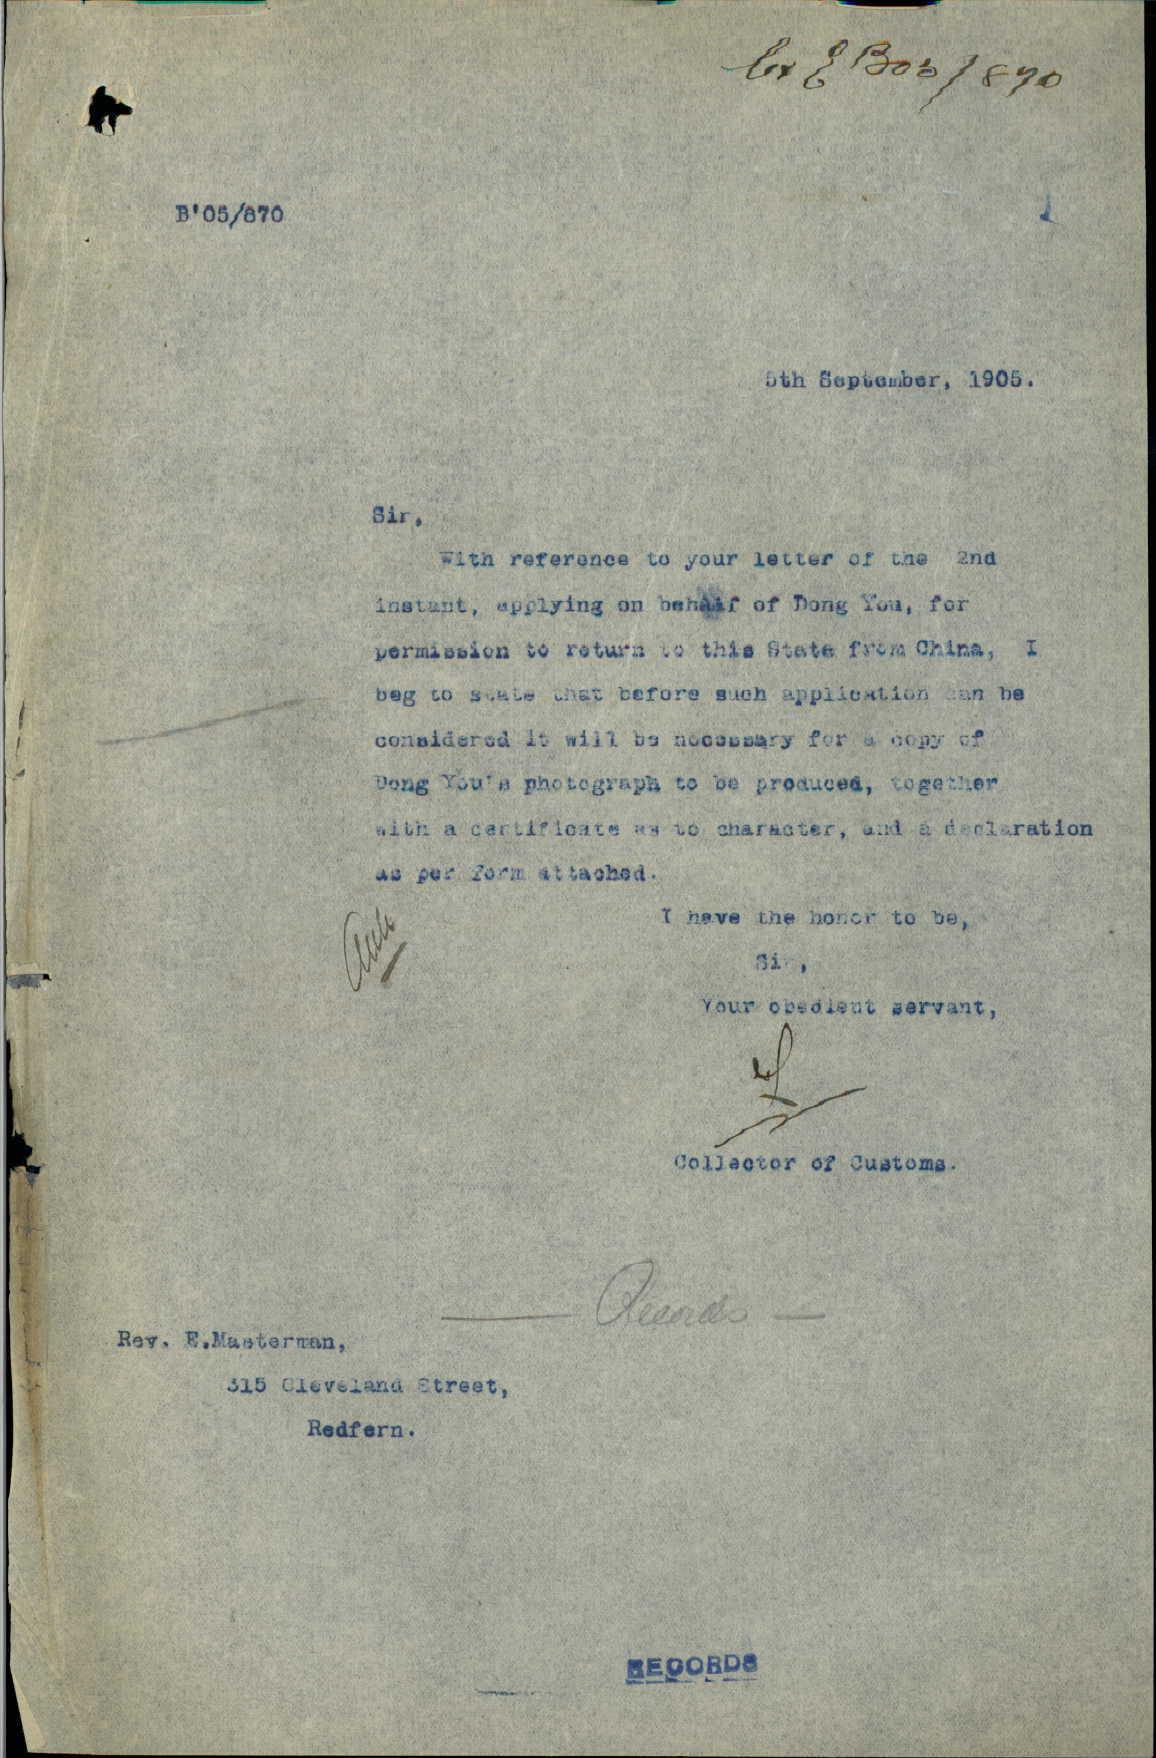 B05/870
B'05/870
1
5th September, 1905.
Sir,
With reference to your letter of the 2nd
instant, applying on behalf of Dong You, for
permission to return to this State from China, I
beg to state that before such application can be
considered it will be necessary for a copy of
Dong You's photograph to be produced, together
with a certificate as to character, and a declaration
as per form attached.
I have the honor to be,
Sir,
Your obedient servant,
Collector of Customs.
Records
Rev. E.Masterman,
315 Cleveland Street,
Redfern.
RECORDS